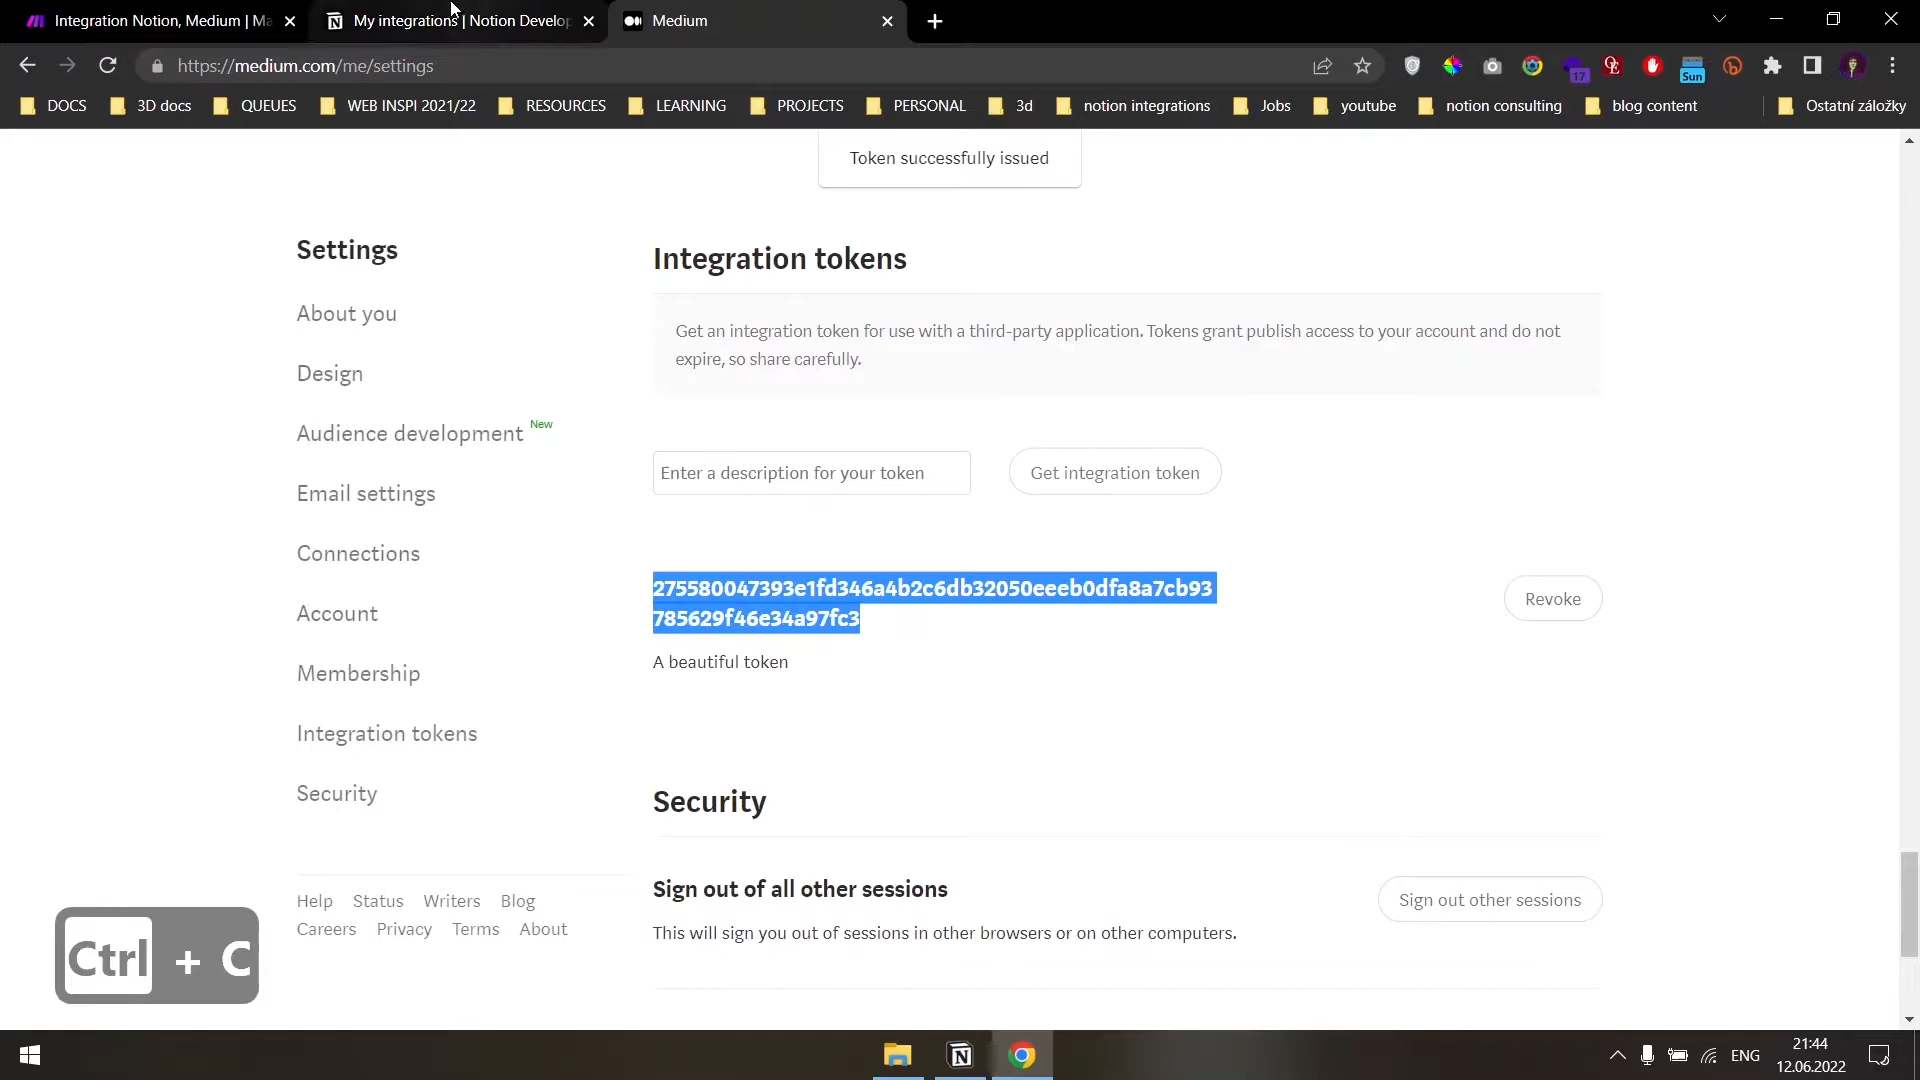 Integration Notion, Medium | Ma
My integrations | Notion Develop
Medium
https://medium.com/me/settings
17
Sun
DOCS
3D docs
QUEUES
WEB INSPI 2021/22
RESOURCES
LEARNING
PROJECTS
PERSONAL
3d
notion integrations
Jobs
youtube
notion consulting
blog content
Ostatní záložky
Token successfully issued
Settings
About you
Design
Audience development New
Email settings
Connections
Account
Membership
Integration tokens
Security
Help Status Writers Blog
Careers Privacy Terms About
Integration tokens
Get an integration token for use with a third-party application. Tokens grant publish access to your account and do not
expire, so share carefully.
Enter a description for your token
Get integration token
275580047393e1fd346a4b2c6db32050eeeb0dfa8a7cb93
785629f46e34a97fc3
Revoke
A beautiful token
Security
Sign out of all other sessions
Sign out other sessions
This will sign you out of sessions in other browsers or on other computers.
Ctrl + C
ENG
21:44
12.06.2022